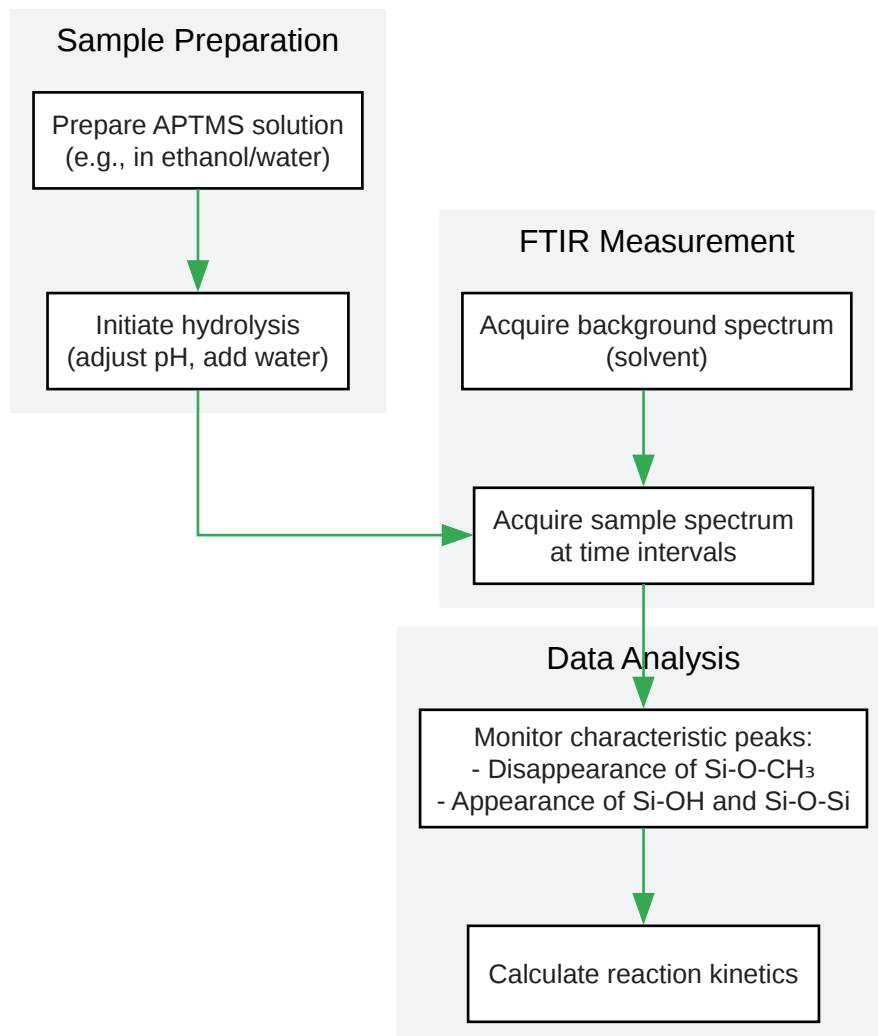 Sample Preparation
Prepare APTMS solution
(e.g., in ethanol/water)
Initiate hydrolysis
(adjust pH, add water)
FTIR Measurement
Acquire background spectrum
(solvent)
Acquire sample spectrum
at time intervals
Data Analysis
Monitor characteristic peaks:
- Disappearance of Si-O-CH₃
- Appearance of Si-OH and Si-O-Si
Calculate reaction kinetics